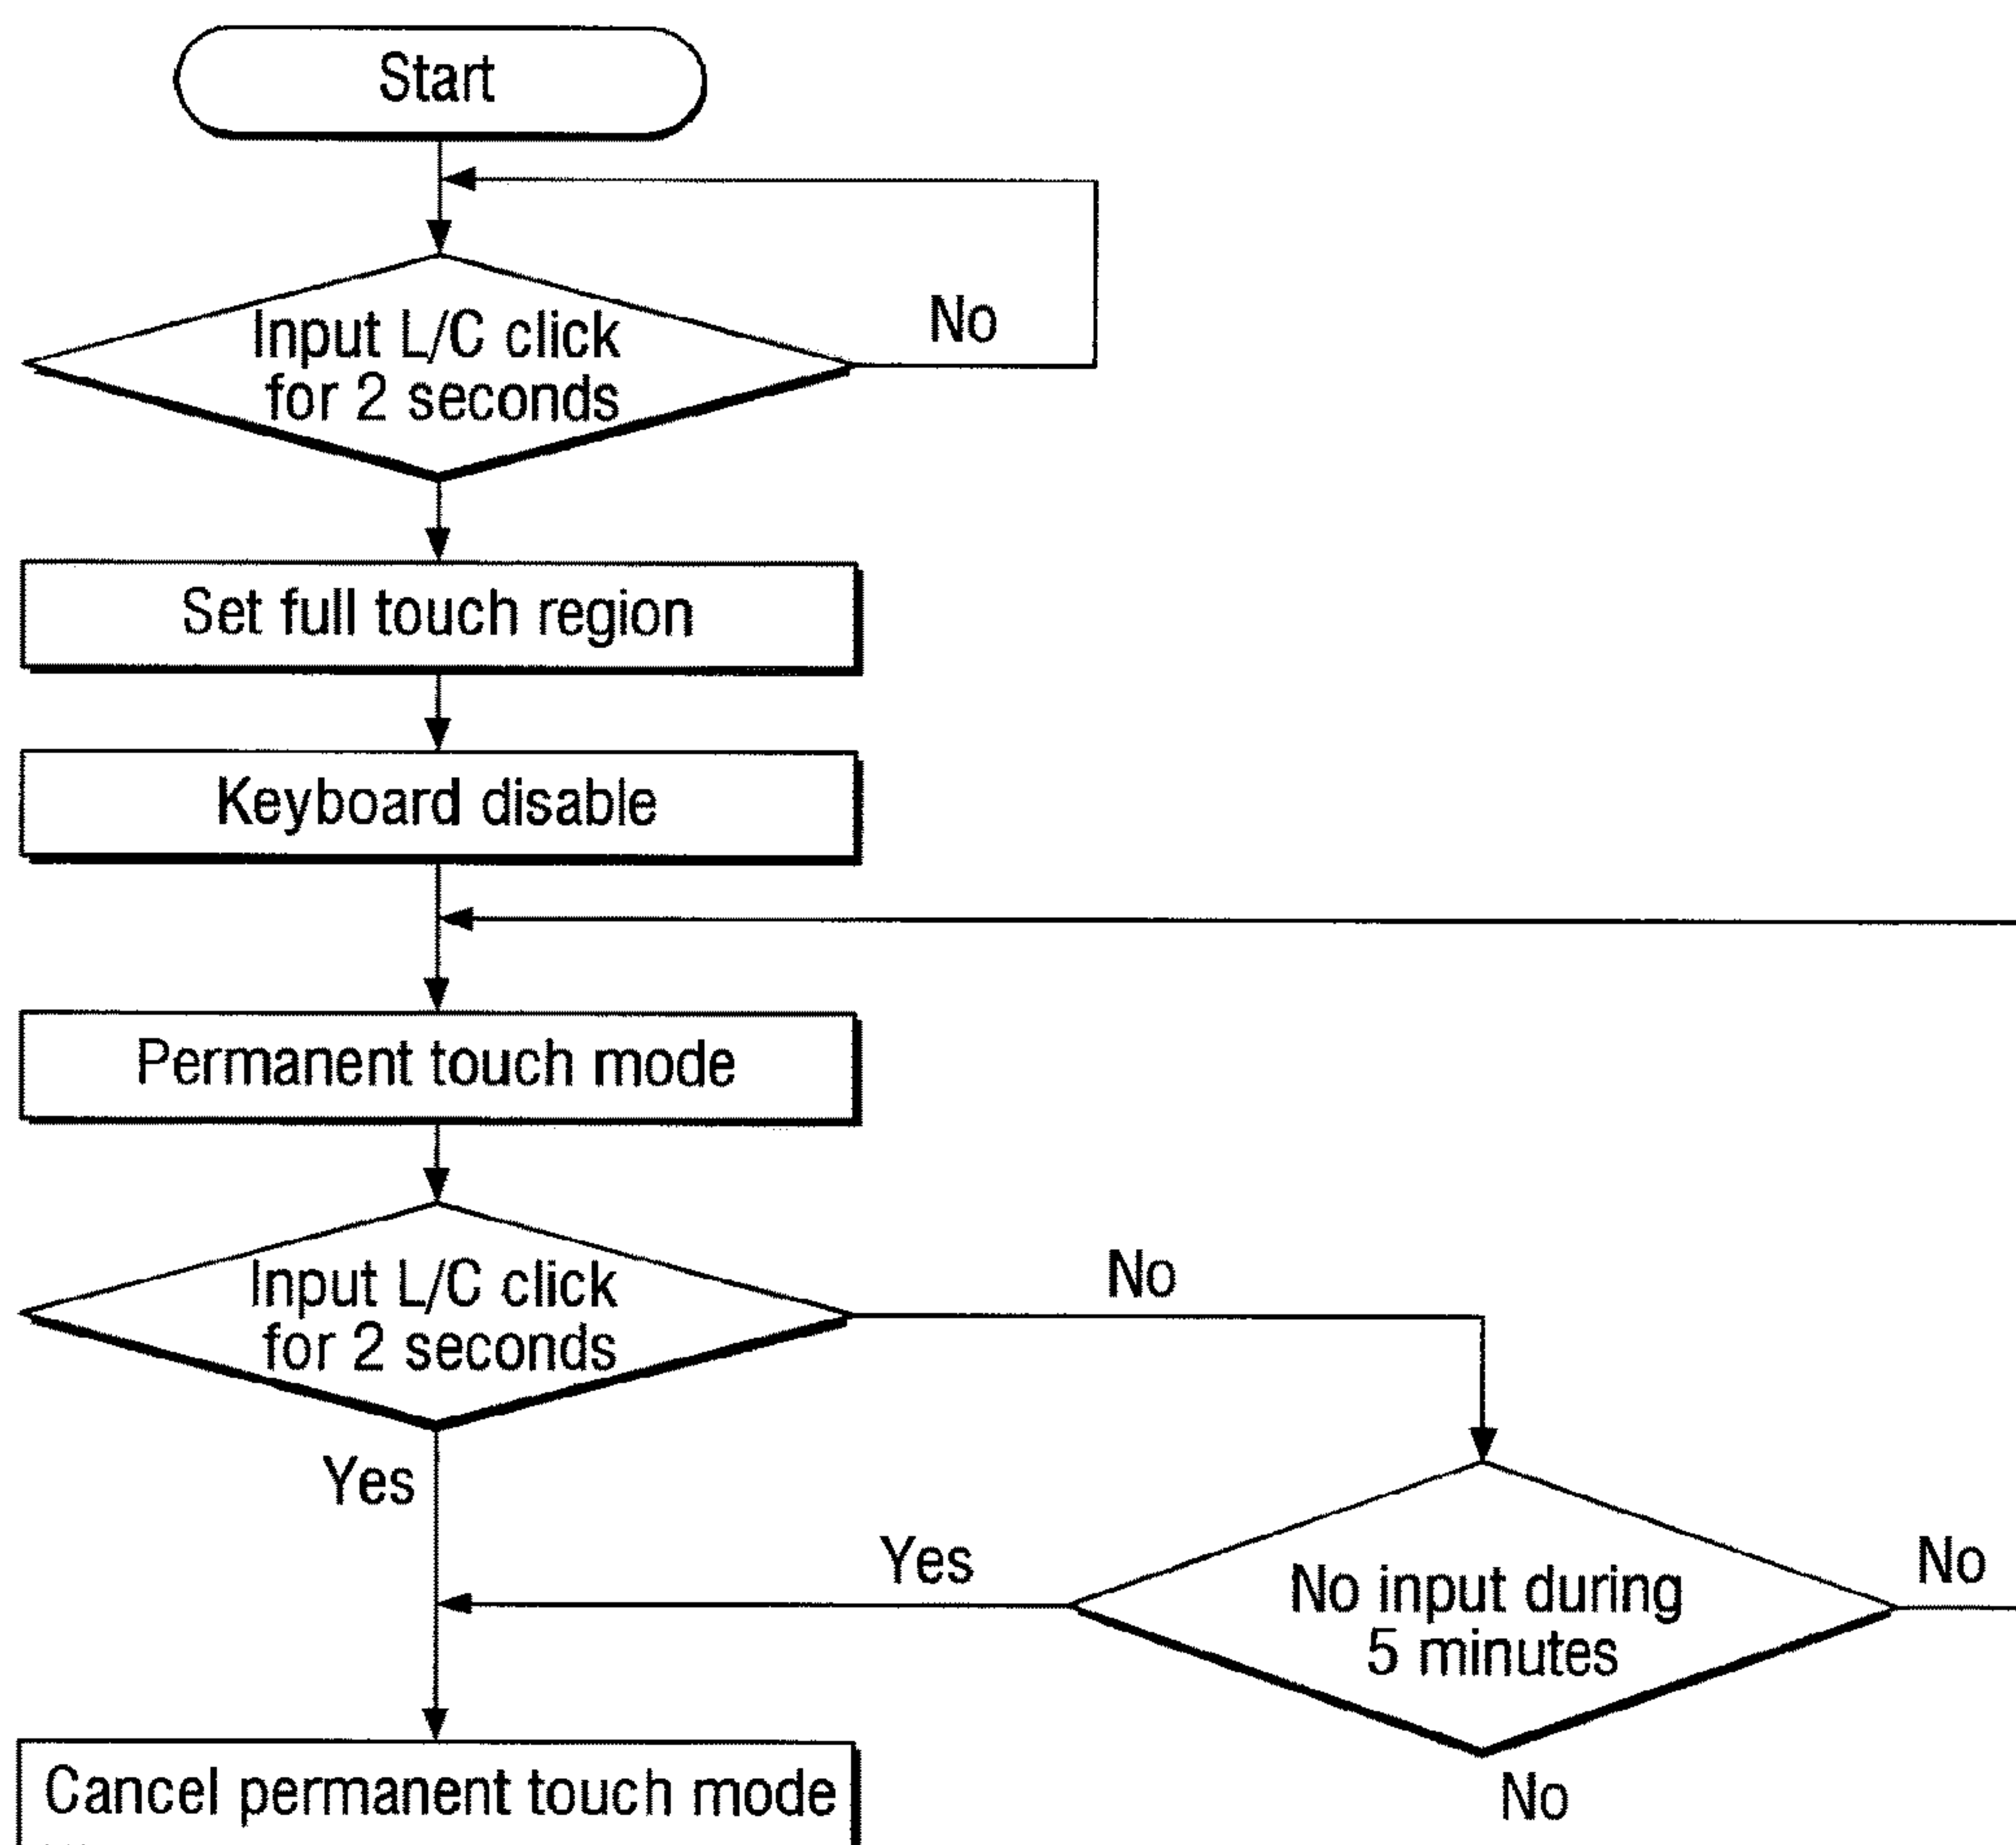 Start
Input L/C click
for 2 seconds
No
Set full touch region
Keyboard disable
Permanent touch mode
Input L/C click
for 2 seconds
No
Yes
Yes
No input during
5 minutes
No
No
Cancel permanent touch mode